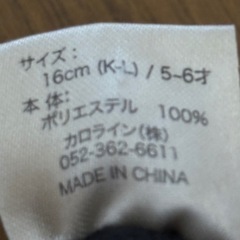 サイズ：
16cm (K-L) / 5~6才
本体：
ポリエステル 100%
カロライン(株)
052-362-6611
MADE IN CHINA